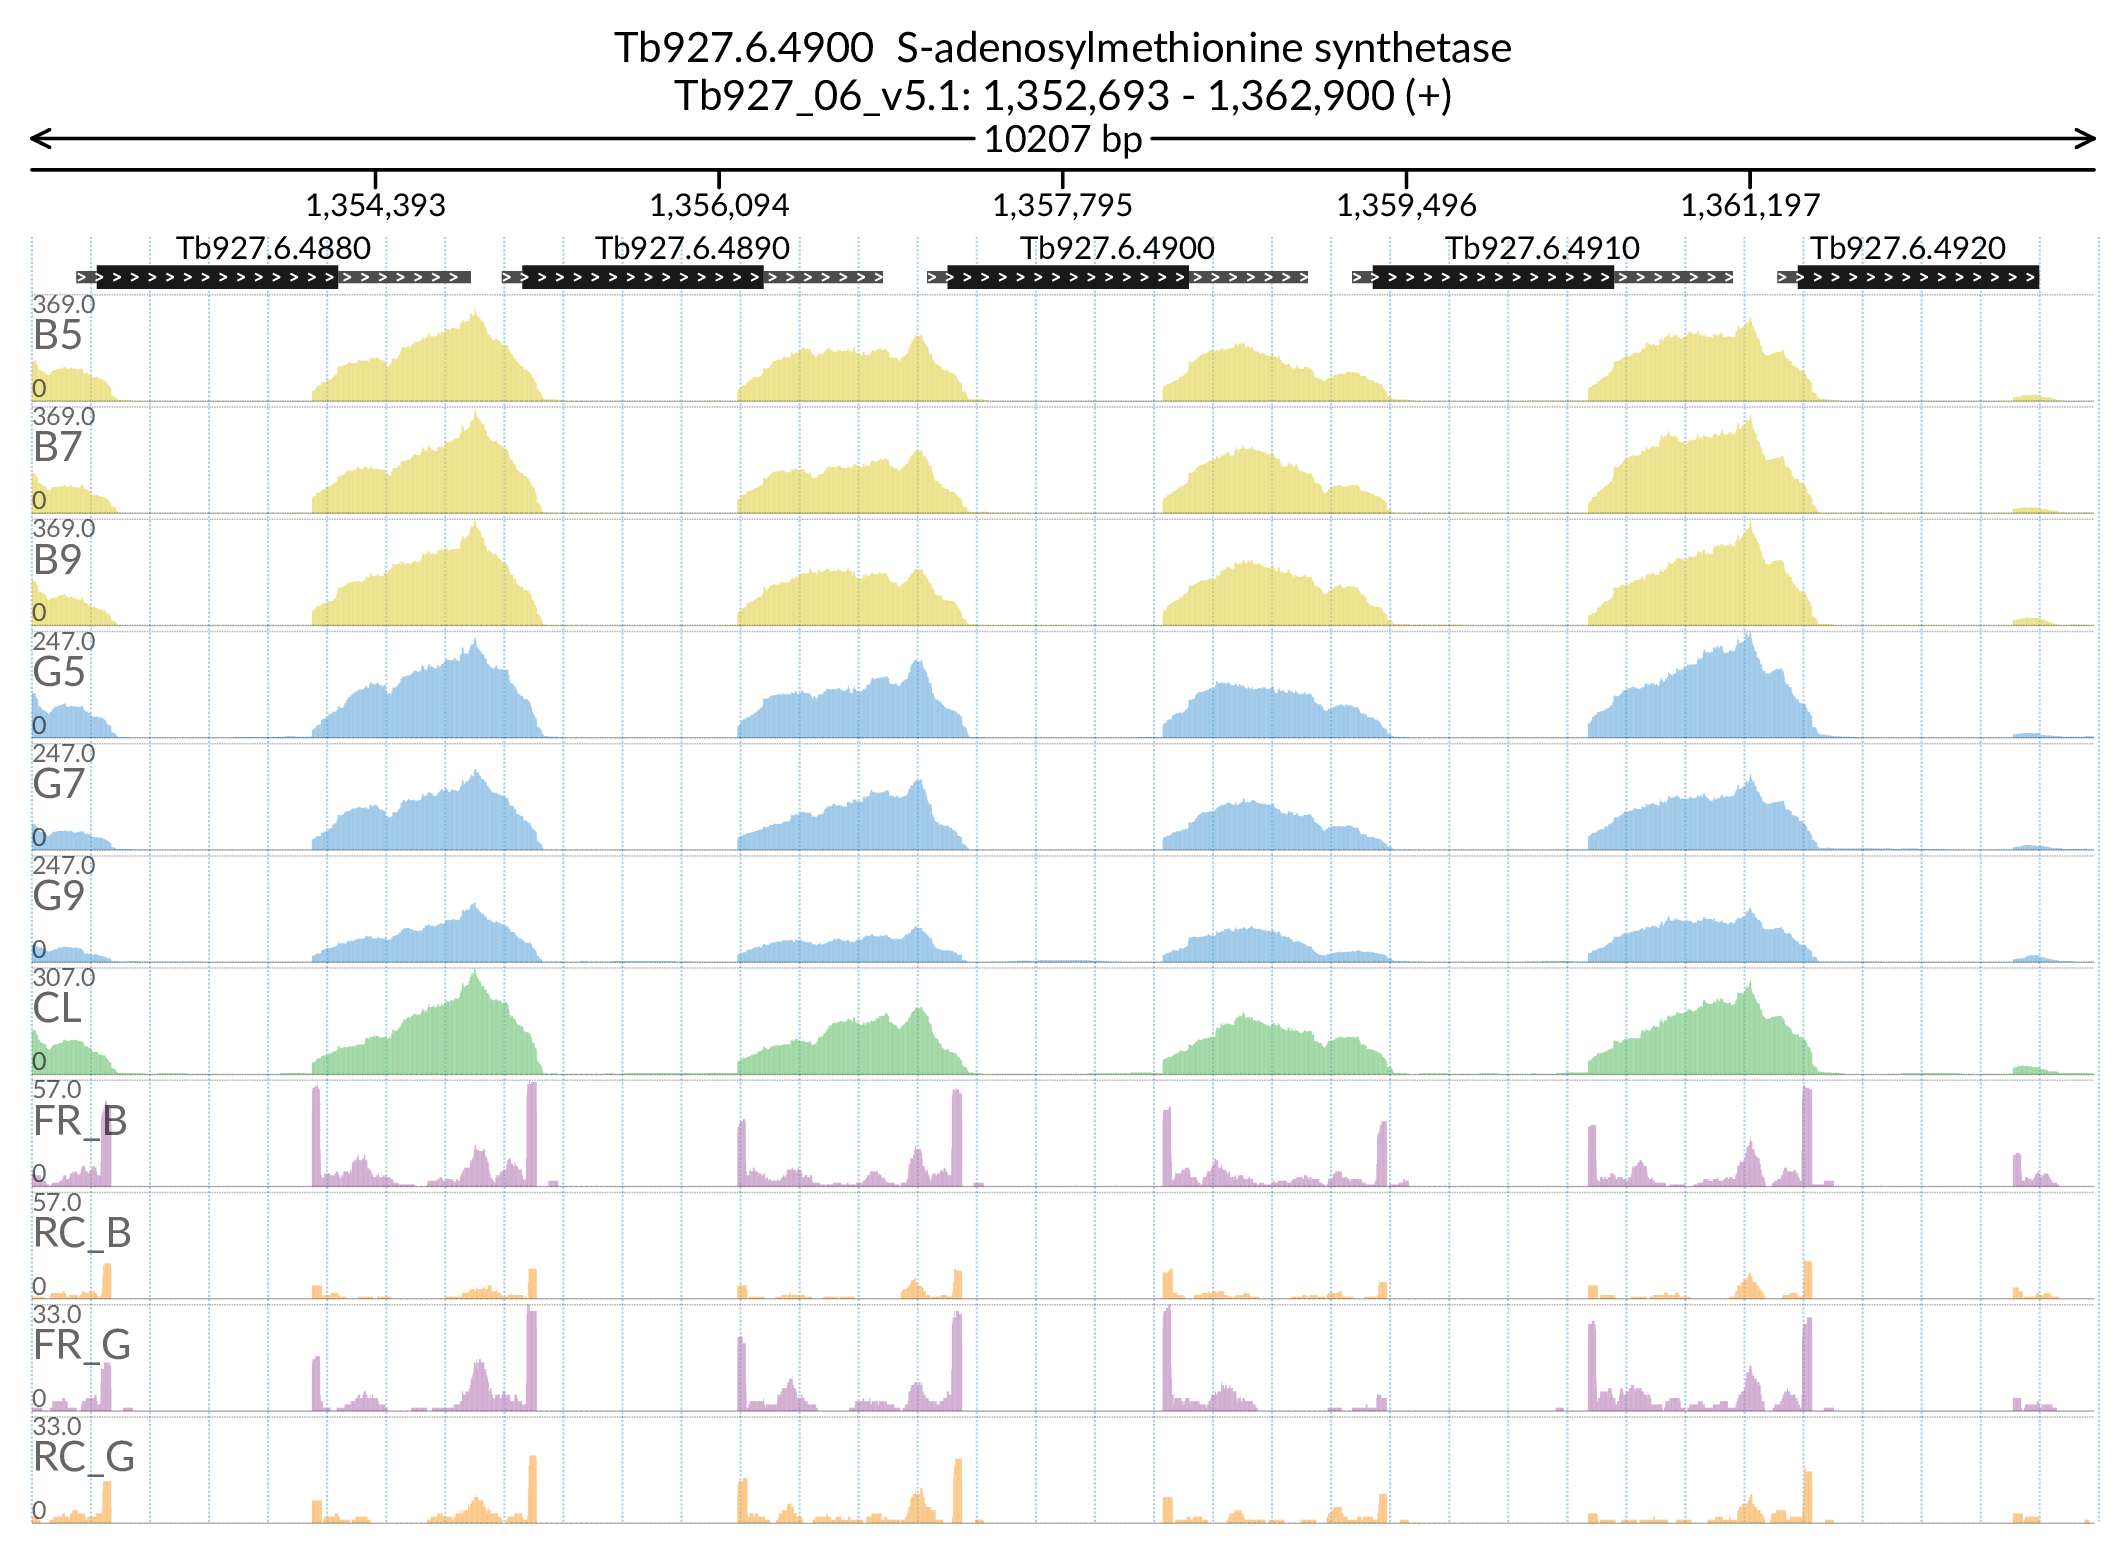 Tb927.6.4900  S-adenosylmethionine synthetase
Tb927_06_v5.1: 1,352,693 - 1,362,900 (+)
10207 bp
1,354,393 1,356,094 1,357,795 1,359,496 1,361,197
Tb927.6.4880 Tb927.6.4890 Tb927.6.4900 Tb927.6.4910 Tb927.6.4920
369.0
B5
0
369.0
B7
0
369.0
B9
0
247.0
G5
0
247.0
G7
0
247.0
G9
0
307.0
CL
0
57.0
FR_B
0
57.0
RC_B
0
33.0
FR_G
0
33.0
RC_G
0